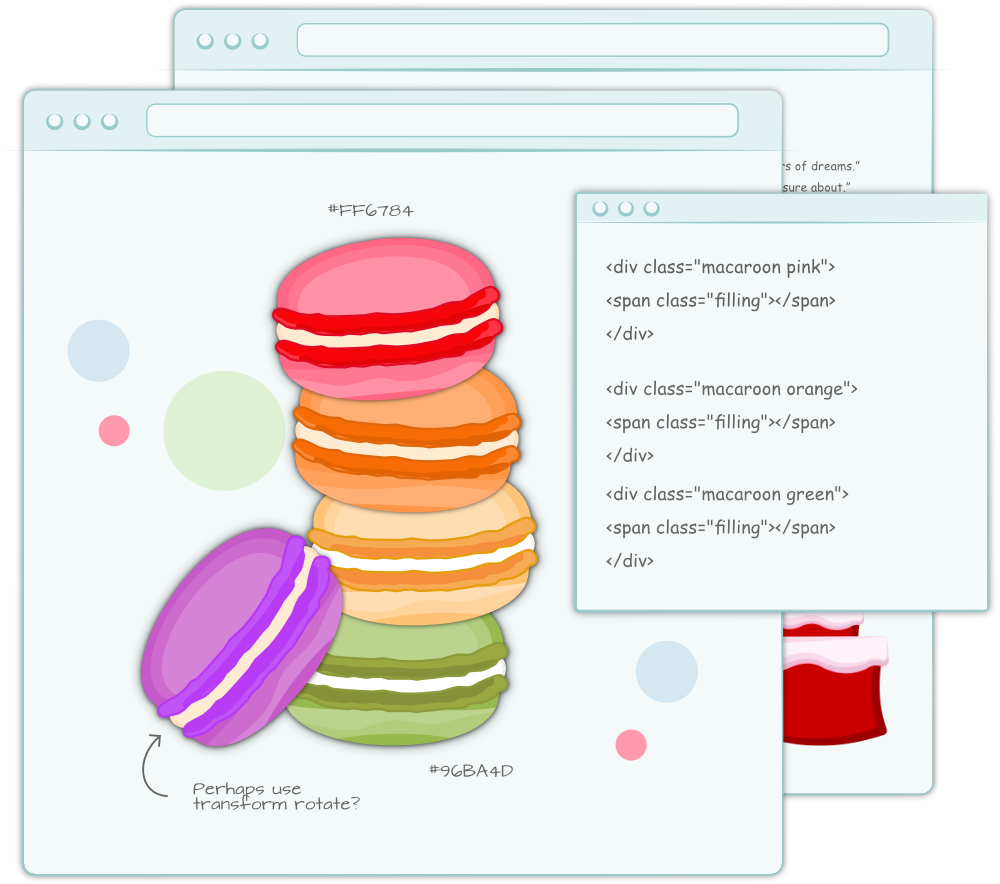 of dreams.”
sure about.”
#FF6784
<div class="macaroon pink">
<span class="filling"></span>
</div>
<div class="macaroon orange">
<span class="filling"></span>
</div>
<div class="macaroon green">
<span class="filling"></span>
</div>
#96BA4D
Perhaps use
transform rotate?